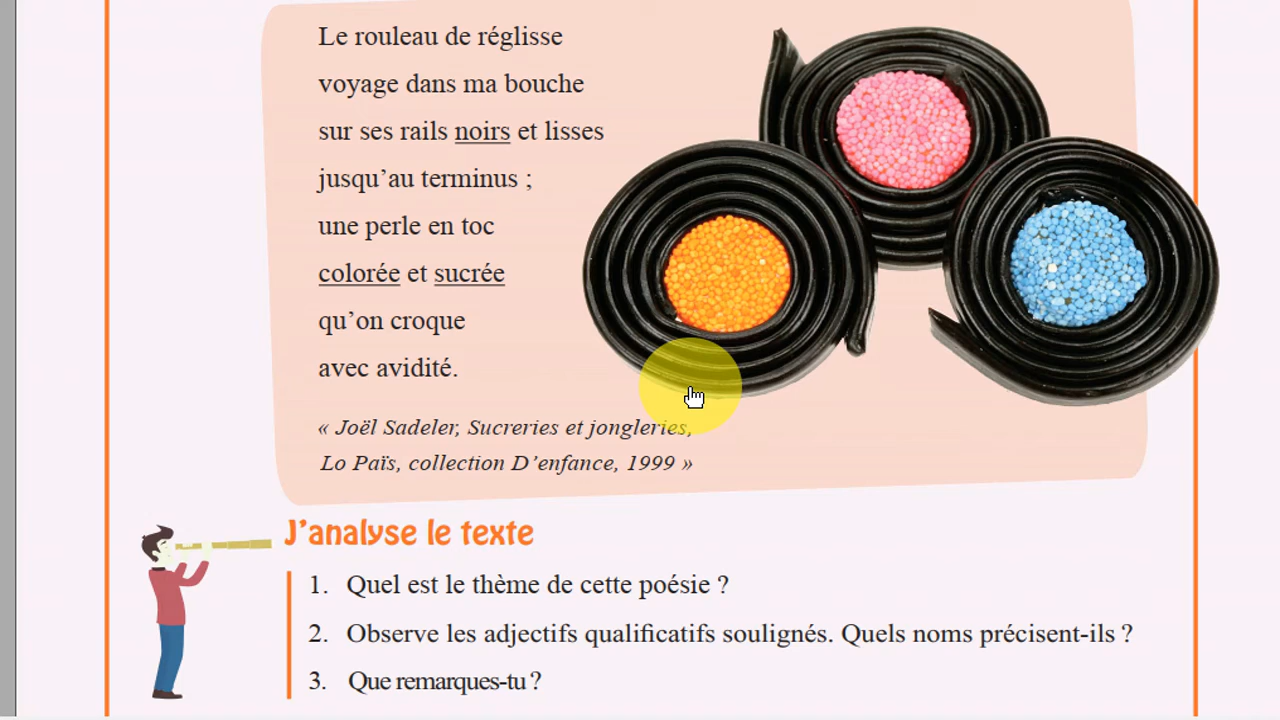 Le rouleau de réglisse
voyage dans ma bouche
sur ses rails noirs et lisses
jusqu’au terminus ;
une perle en toc
colorée et sucrée
qu’on croque
avec avidité.
« Joël Sadeler, Sucreries et jongleries,
Lo Païs, collection D’enfance, 1999 »
J’analyse le texte
1. Quel est le thème de cette poésie ?
2. Observe les adjectifs qualificatifs soulignés. Quels noms précisent-ils ?
3. Que remarques-tu ?